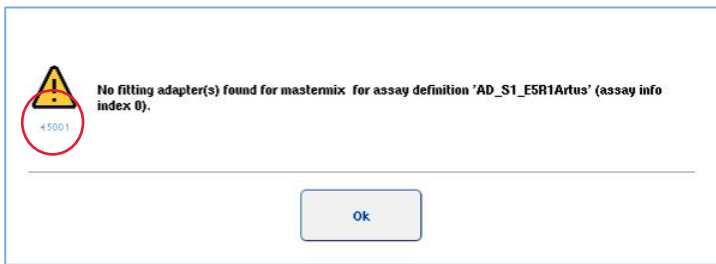 No fitting adapter(s) found for mastermix for assay definition 'AD_S1_E5R1Artus' (assay info
index 0).
45001
Ok